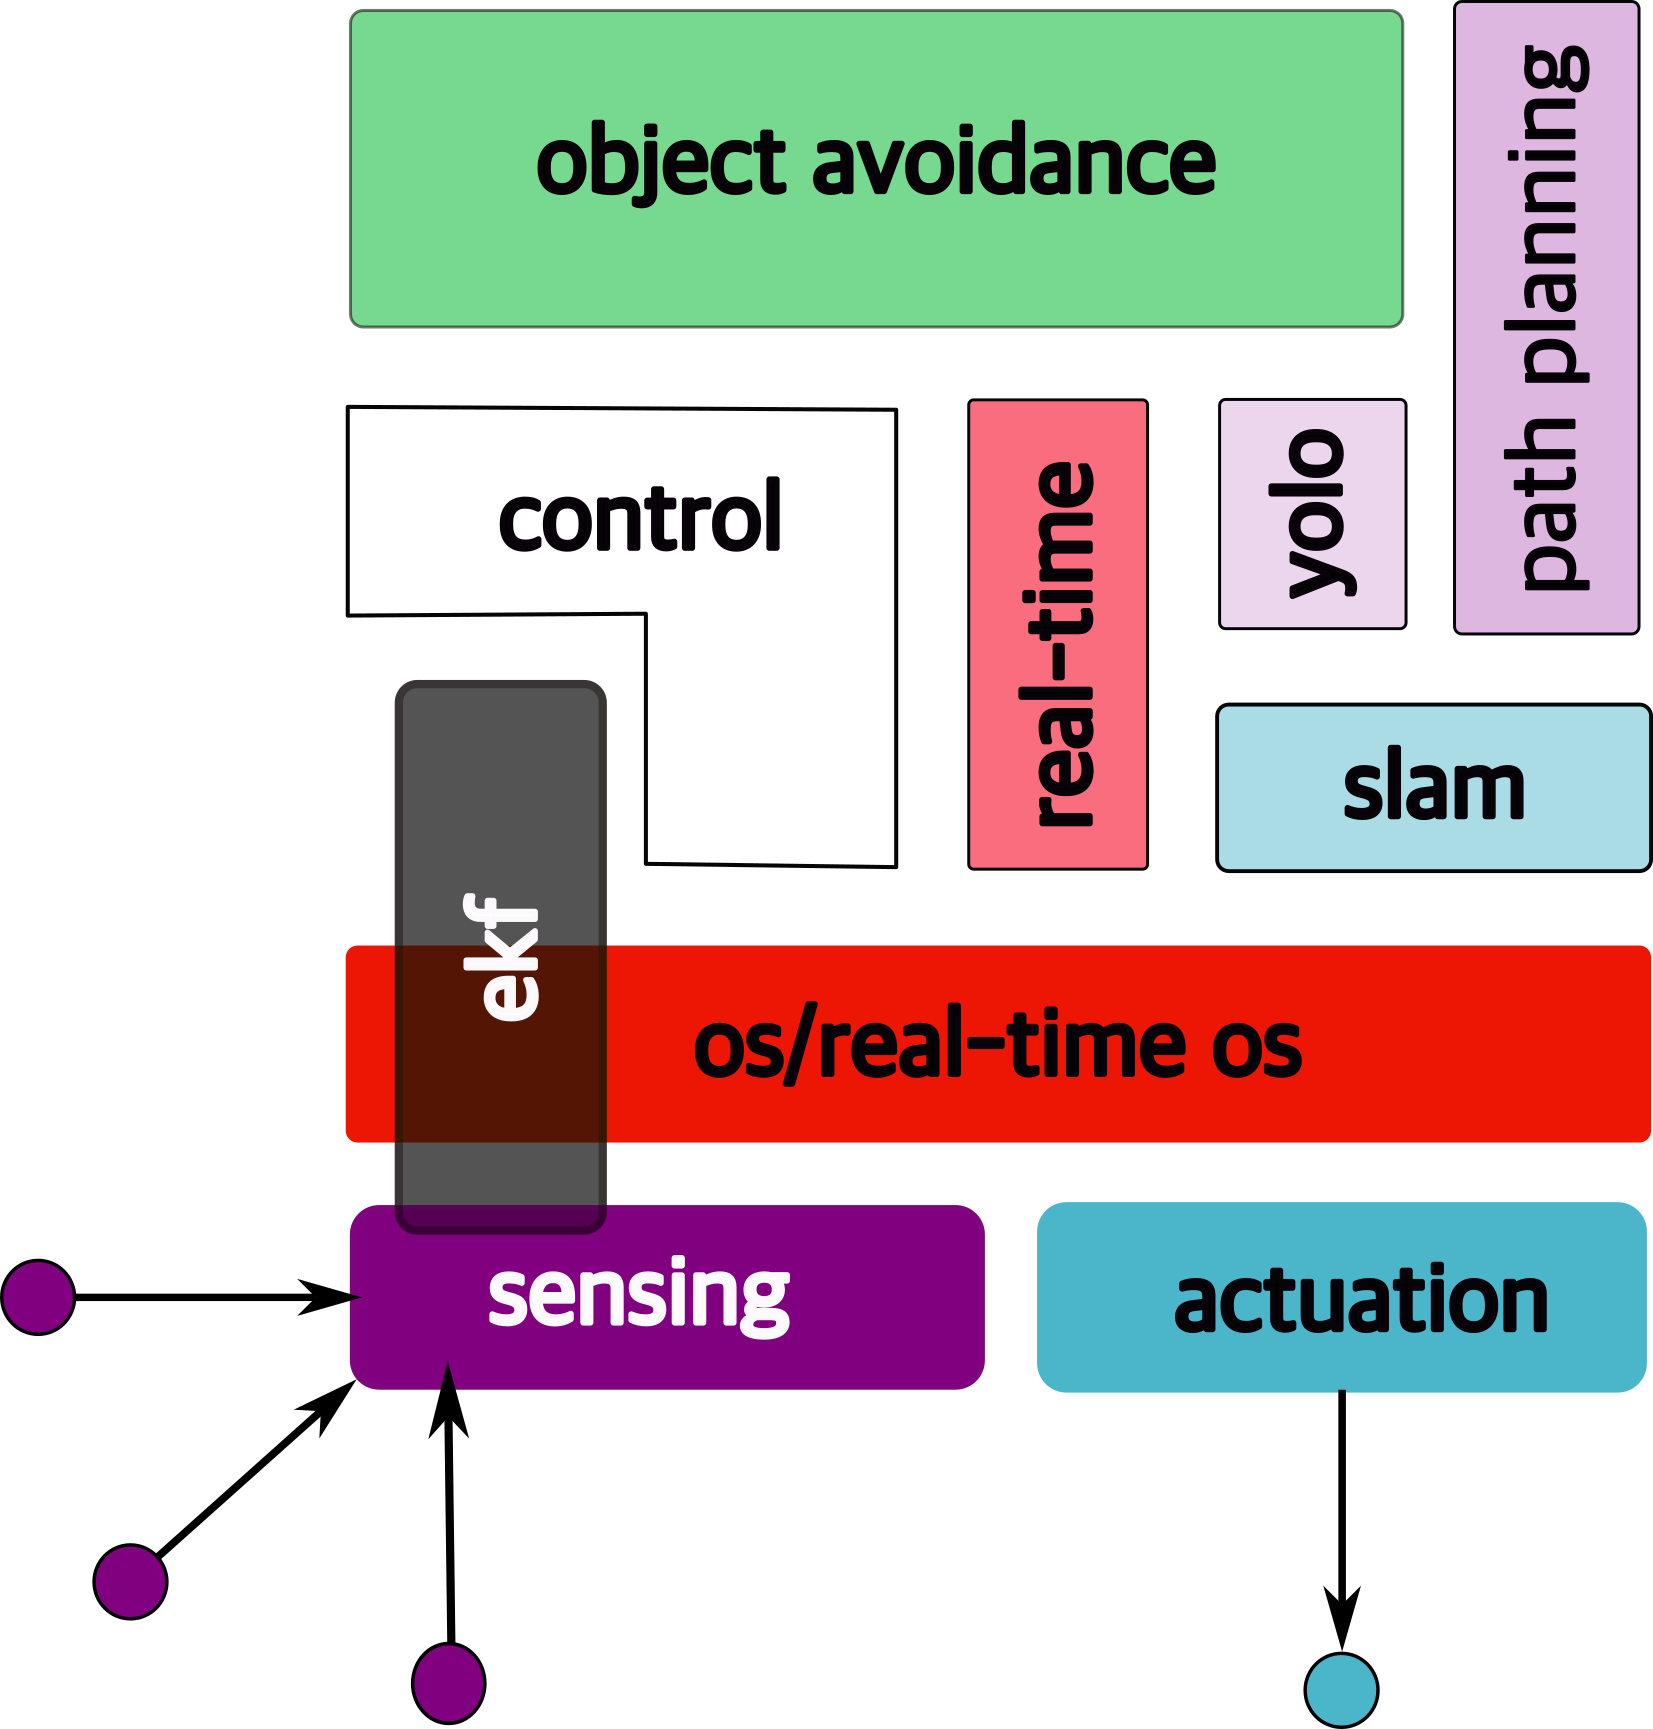 object avoidance
path planning
control
real-time
yolo
slam
ekf
os/real-time os
sensing
actuation